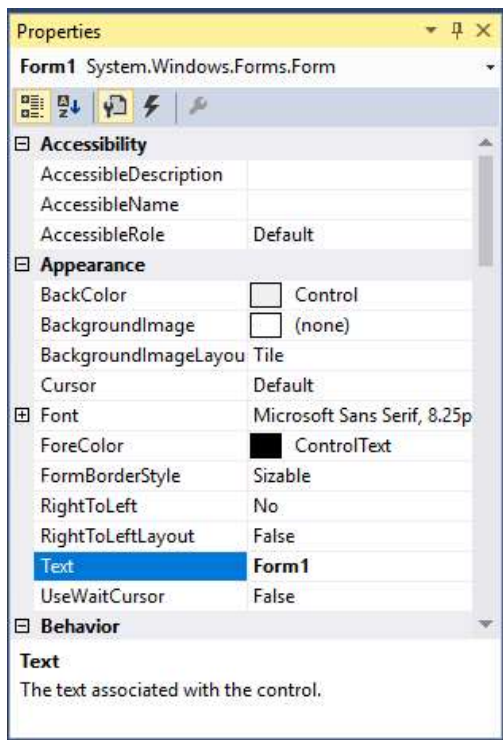 Properties
Form1 System.Windows.Forms.Form
Accessibility
AccessibleDescription
AccessibleName
AccessibleRole Default
Appearance
BackColor Control
BackgroundImage (none)
BackgroundImageLayou Tile
Cursor Default
Font Microsoft Sans Serif, 8.25p
ForeColor ControlText
FormBorderStyle Sizable
RightToLeft No
RightToLeftLayout False
Text Form1
UseWaitCursor False
Behavior
Text
The text associated with the control.